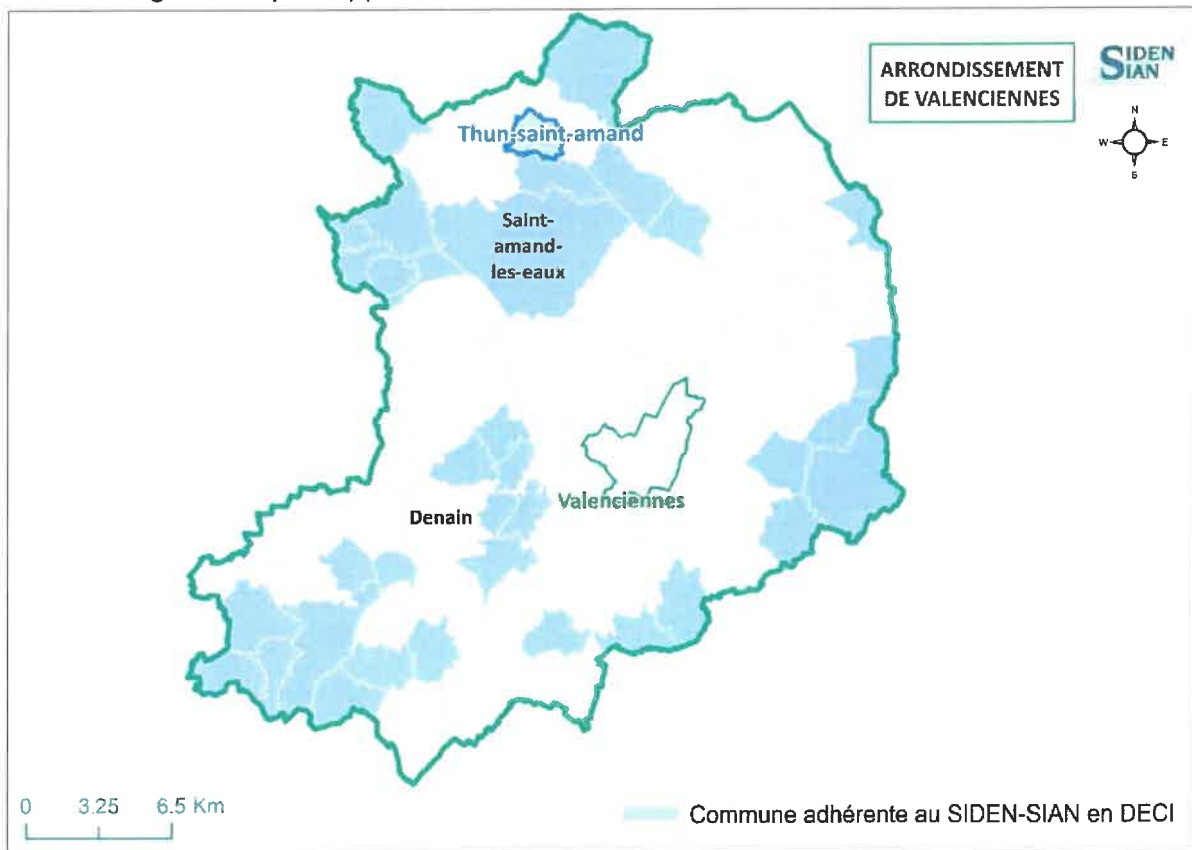 ARRONDISSEMENT
DE VALENCIENNES
SIDEN
SIAN
N
W
E
S
Thun-saint-amand
Saint-
amand-
les-eaux
Valenciennes
Denain
0 3.25 6.5 Km
Commune adhérente au SIDEN-SIAN en DECI